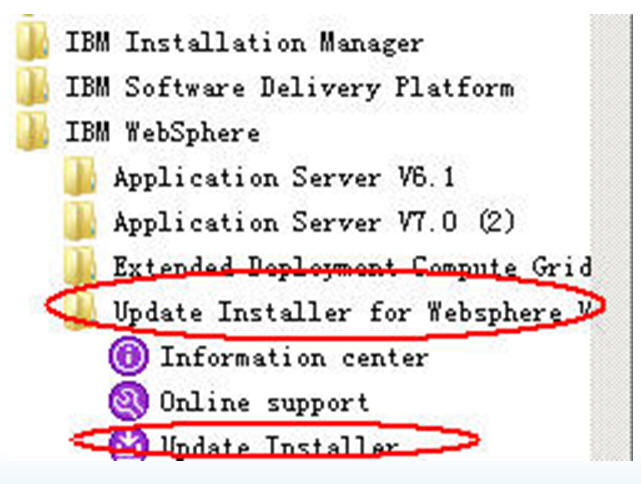 IBM Installation Manager
IBM Software Delivery Platform
IBM WebSphere
Application Server V6.1
Application Server V7.0 (2)
Extended Deployment Compute Grid
Update Installer for Websphere V
Information center
Online support
Update Installer